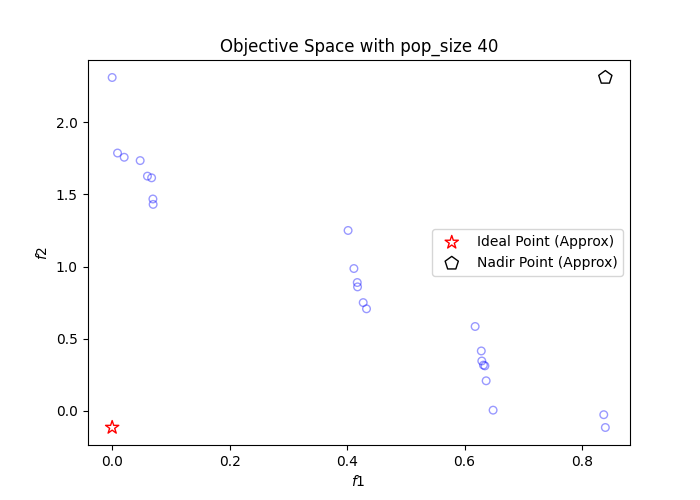 Objective Space with pop_size 40
f2
2.0
1.5
1.0
0.5
0.0
Ideal Point (Approx)
Nadir Point (Approx)
0.0 0.2 0.4 0.6 0.8
f1